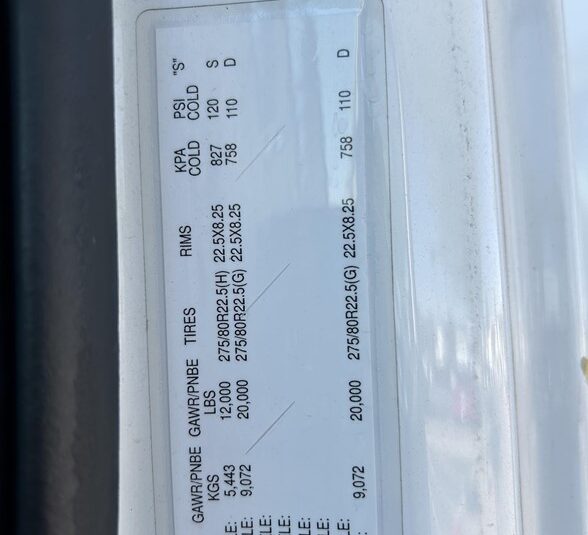 GAWR/PNBE GAWR/PNBE TIRES RIMS KPA PSI "S"
KGS LBS COLD COLD
LE: 5,443 12,000 275/80R22.5(H) 22.5X8.25 827 120 S
LE: 9,072 20,000 275/80R22.5(G) 22.5X8.25 758 110 D
LE:
LE:
LE:
LE:
LE: 9,072 20,000 275/80R22.5(G) 22.5X8.25 758 110 D